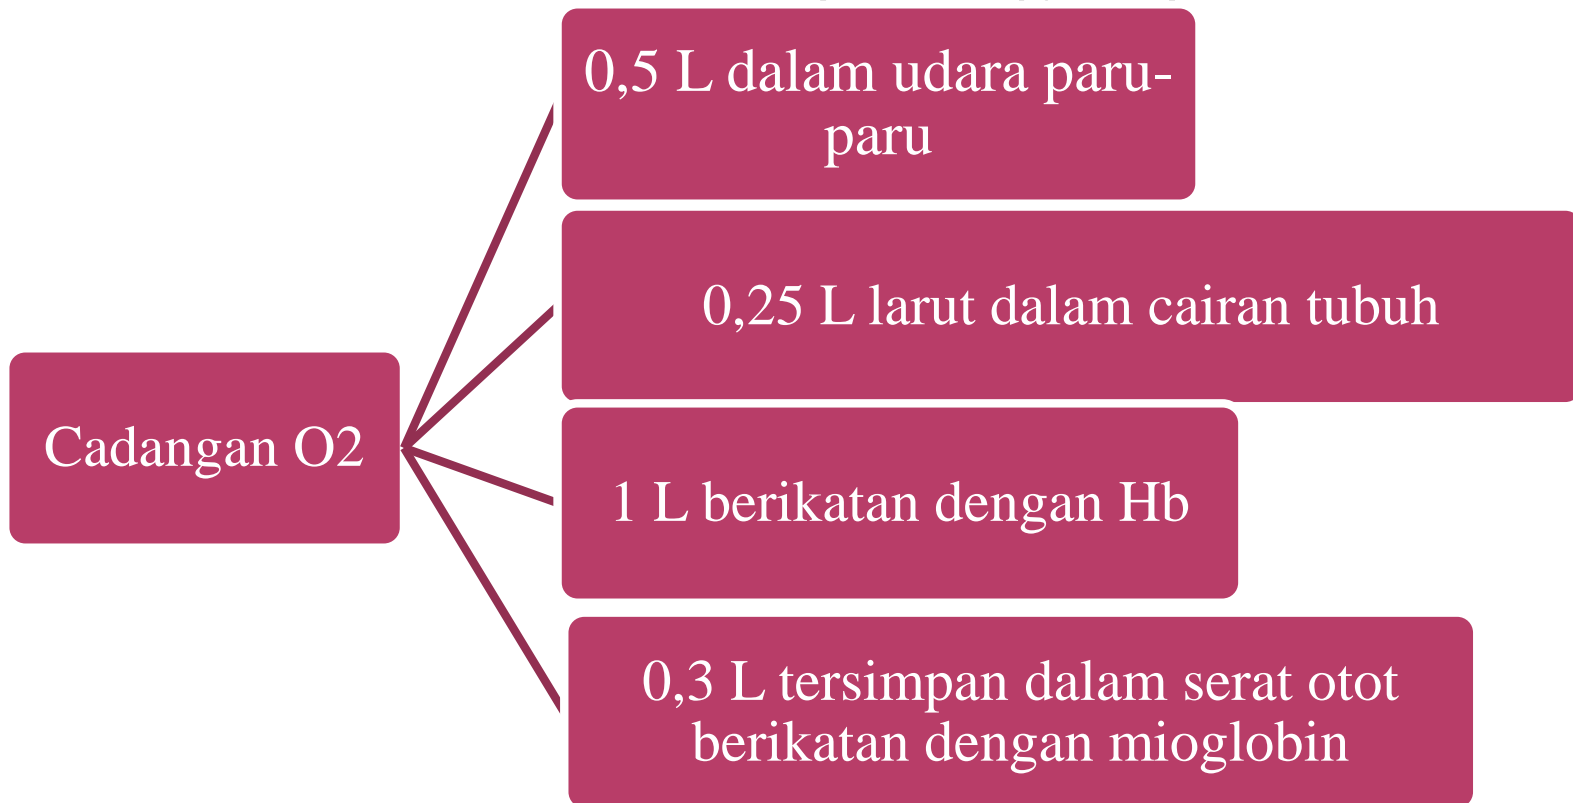 0,5 L dalam udara paru-
paru
0,25 L larut dalam cairan tubuh
Cadangan O2
1 L berikatan dengan Hb
0,3 L tersimpan dalam serat otot
berikatan dengan mioglobin